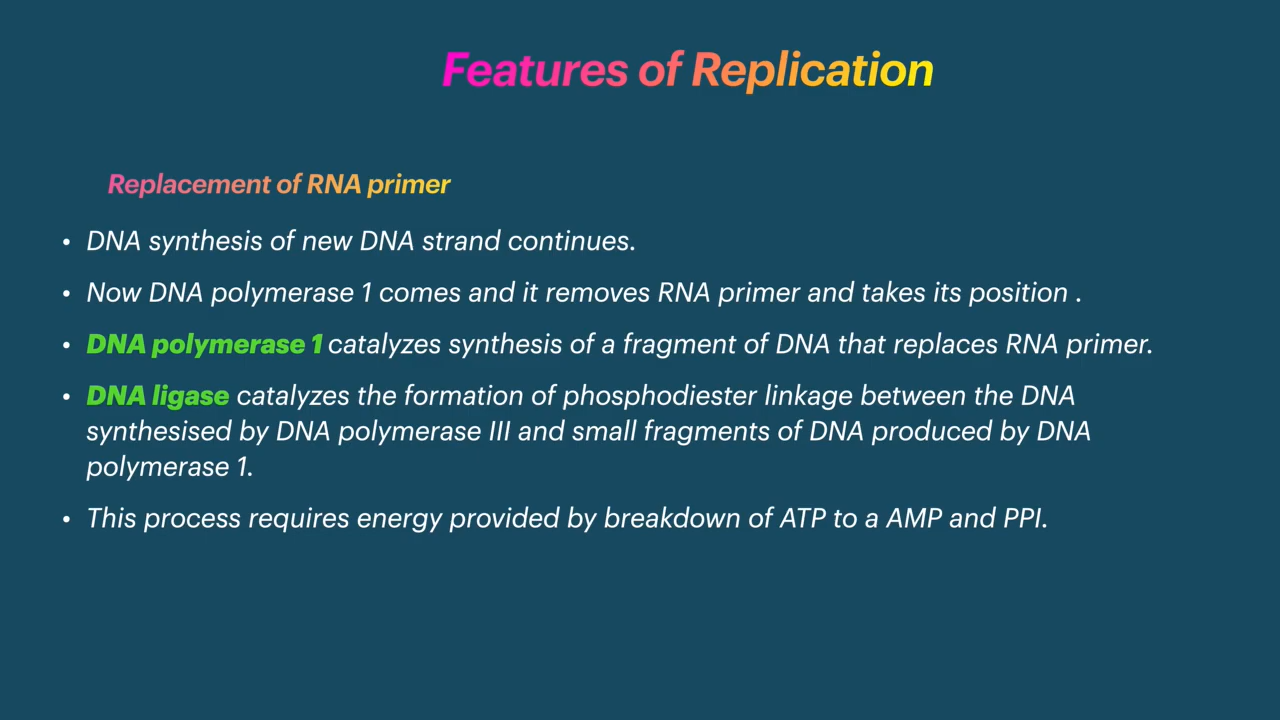 Features of Replication
Replacement of RNA primer
• DNA synthesis of new DNA strand continues.
• Now DNA polymerase 1 comes and it removes RNA primer and takes its position .
• DNA polymerase 1 catalyzes synthesis of a fragment of DNA that replaces RNA primer.
• DNA ligase catalyzes the formation of phosphodiester linkage between the DNA
synthesised by DNA polymerase III and small fragments of DNA produced by DNA
polymerase 1.
• This process requires energy provided by breakdown of ATP to a AMP and PPI.